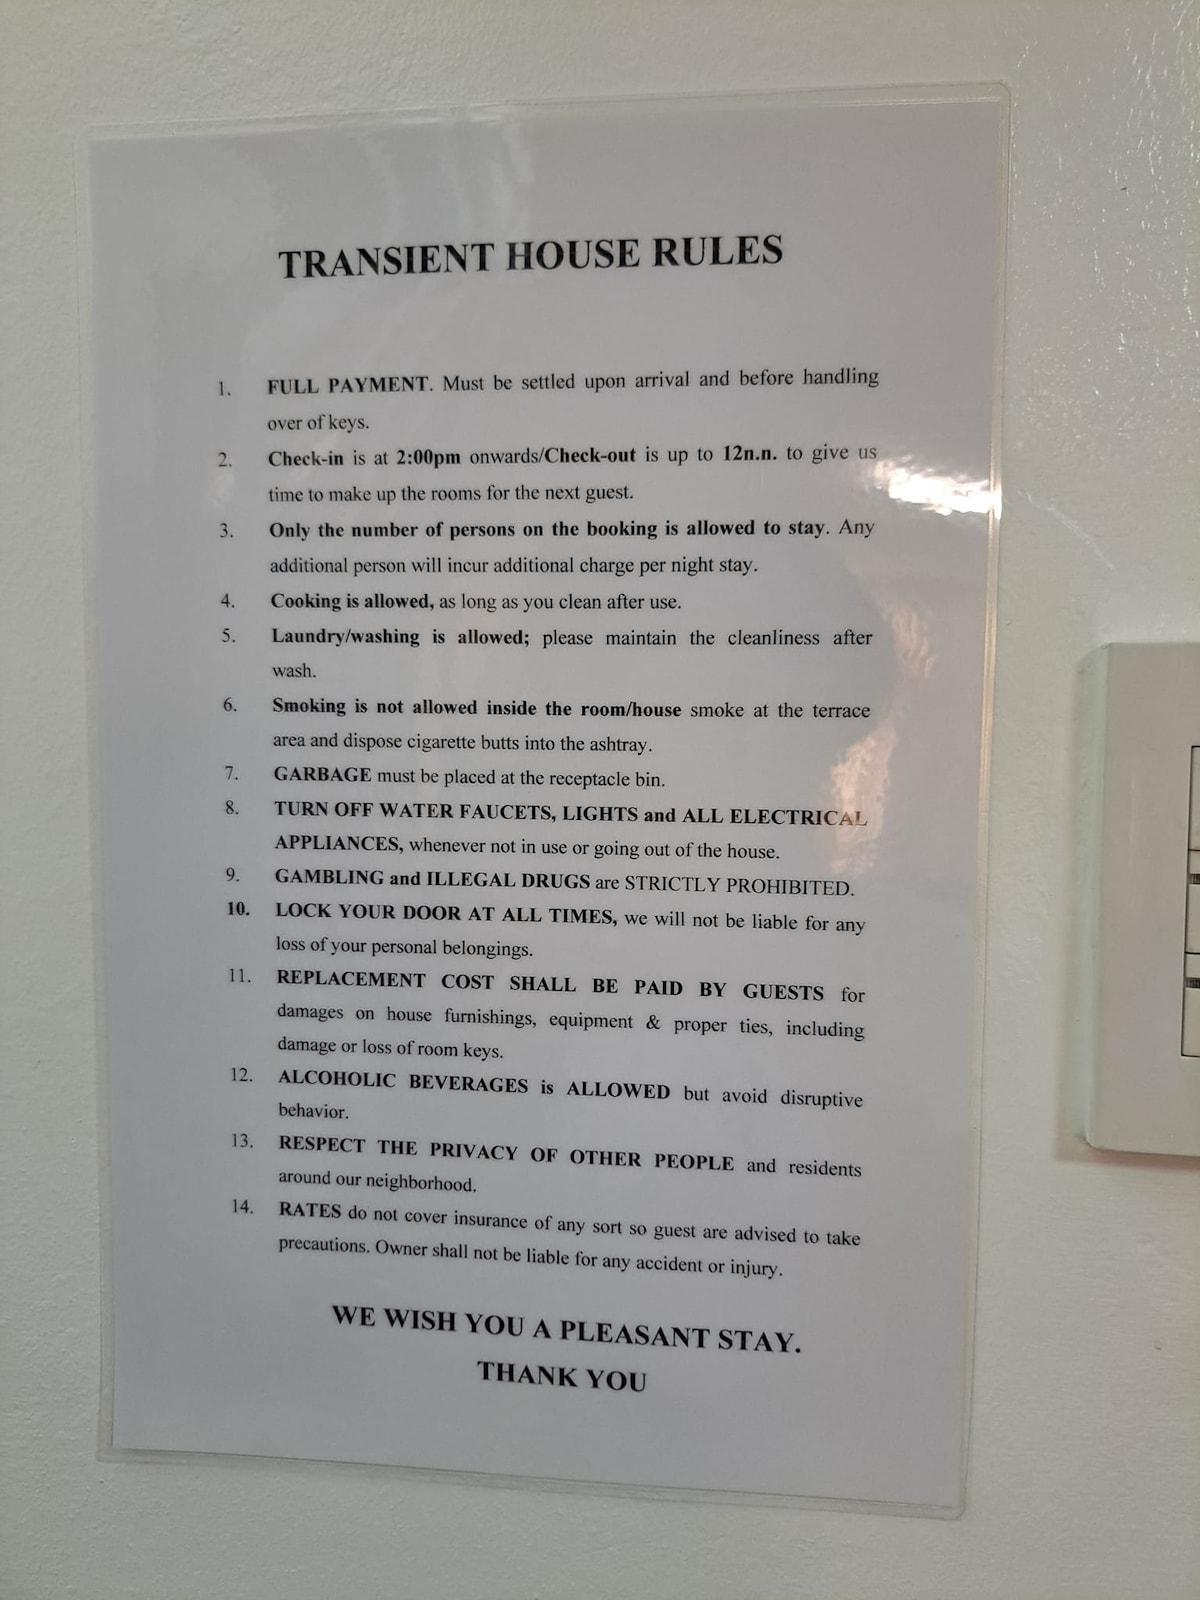 TRANSIENT HOUSE RULES
1. FULL PAYMENT. Must be settled upon arrival and before handling
over of keys.
2. Check-in is at 2:00pm onwards/Check-out is up to 12n.n. to give us
time to make up the rooms for the next guest.
3. Only the number of persons on the booking is allowed to stay. Any
additional person will incur additional charge per night stay.
4. Cooking is allowed, as long as you clean after use.
5. Laundry/washing is allowed; please maintain the cleanliness after
wash.
6. Smoking is not allowed inside the room/house smoke at the terrace
area and dispose cigarette butts into the ashtray.
7. GARBAGE must be placed at the receptacle bin.
8. TURN OFF WATER FAUCETS, LIGHTS and ALL ELECTRICAL
APPLIANCES, whenever not in use or going out of the house.
9. GAMBLING and ILLEGAL DRUGS are STRICTLY PROHIBITED.
10. LOCK YOUR DOOR AT ALL TIMES, we will not be liable for any
loss of your personal belongings.
11. REPLACEMENT COST SHALL BE PAID BY GUESTS for
damages on house furnishings, equipment & proper ties, including
damage or loss of room keys.
12. ALCOHOLIC BEVERAGES is ALLOWED but avoid disruptive
behavior.
13. RESPECT THE PRIVACY OF OTHER PEOPLE and residents
around our neighborhood.
14. RATES do not cover insurance of any sort so guest are advised to take
precautions. Owner shall not be liable for any accident or injury.
WE WISH YOU A PLEASANT STAY.
THANK YOU